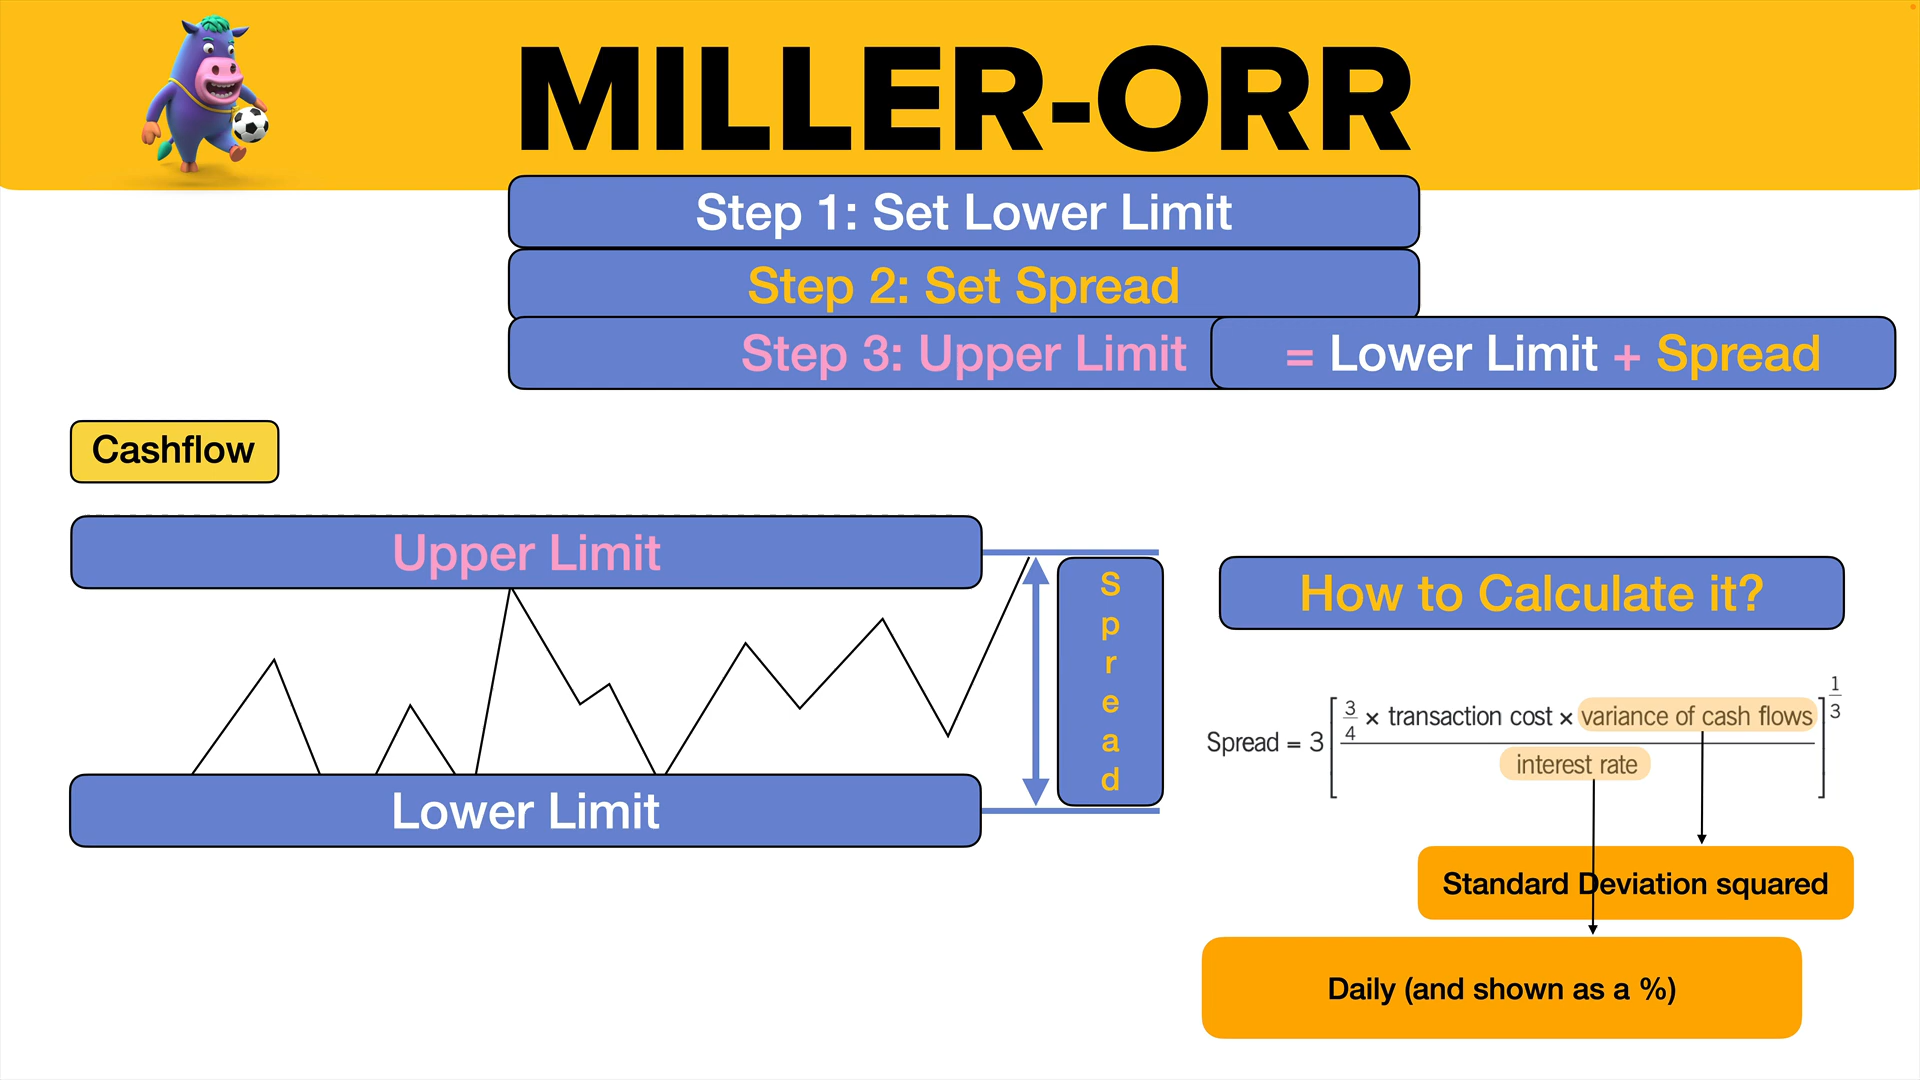 MILLER-ORR
Step 1: Set Lower Limit
Step 2: Set Spread
Step 3: Upper Limit = Lower Limit + Spread
Cashflow
Upper Limit
Spread
Lower Limit
How to Calculate it?
Spread = 3 [ 3/4 × transaction cost × variance of cash flows / interest rate ] 1/3
Standard Deviation squared
Daily (and shown as a %)